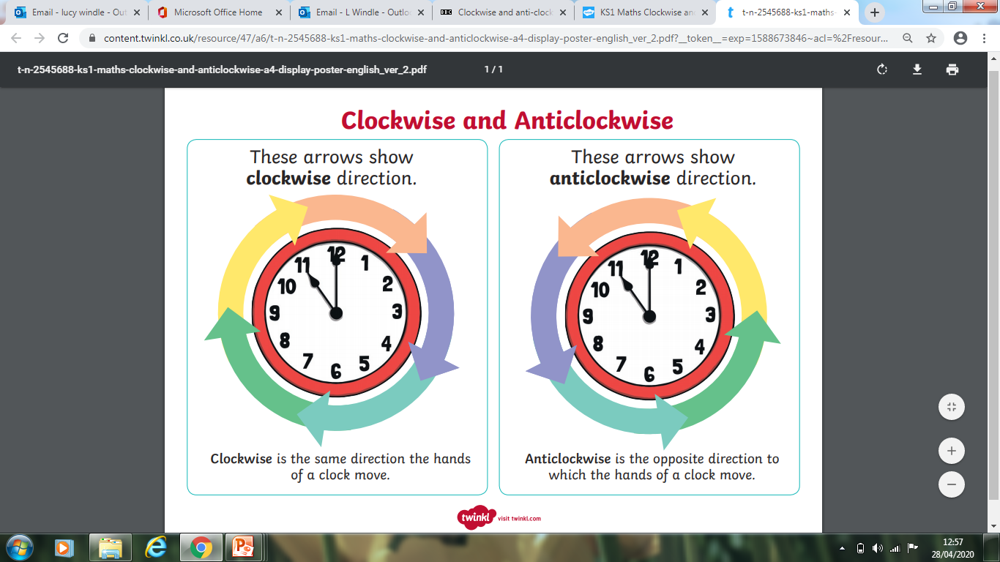 Email - lucy windle - Out
Microsoft Office Home
Email - L Windle - Outlo
BBC Clockwise and anti-clock
KS1 Maths Clockwise an
t t-n-2545688-ks1-maths-
content.twinkl.co.uk/resource/47/a6/t-n-2545688-ks1-maths-clockwise-and-anticlockwise-a4-display-poster-english_ver_2.pdf?__token__=exp=1588673846~acl=%2Fresour...
t-n-2545688-ks1-maths-clockwise-and-anticlockwise-a4-display-poster-english_ver_2.pdf
1 / 1
Clockwise and Anticlockwise
These arrows show
clockwise direction.
12
1
2
3
4
5
6
7
8
9
10
11
Clockwise is the same direction the hands
of a clock move.
These arrows show
anticlockwise direction.
12
1
2
3
4
5
6
7
8
9
10
11
Anticlockwise is the opposite direction to
which the hands of a clock move.
twinkl visit twinkl.com
12:57
28/04/2020